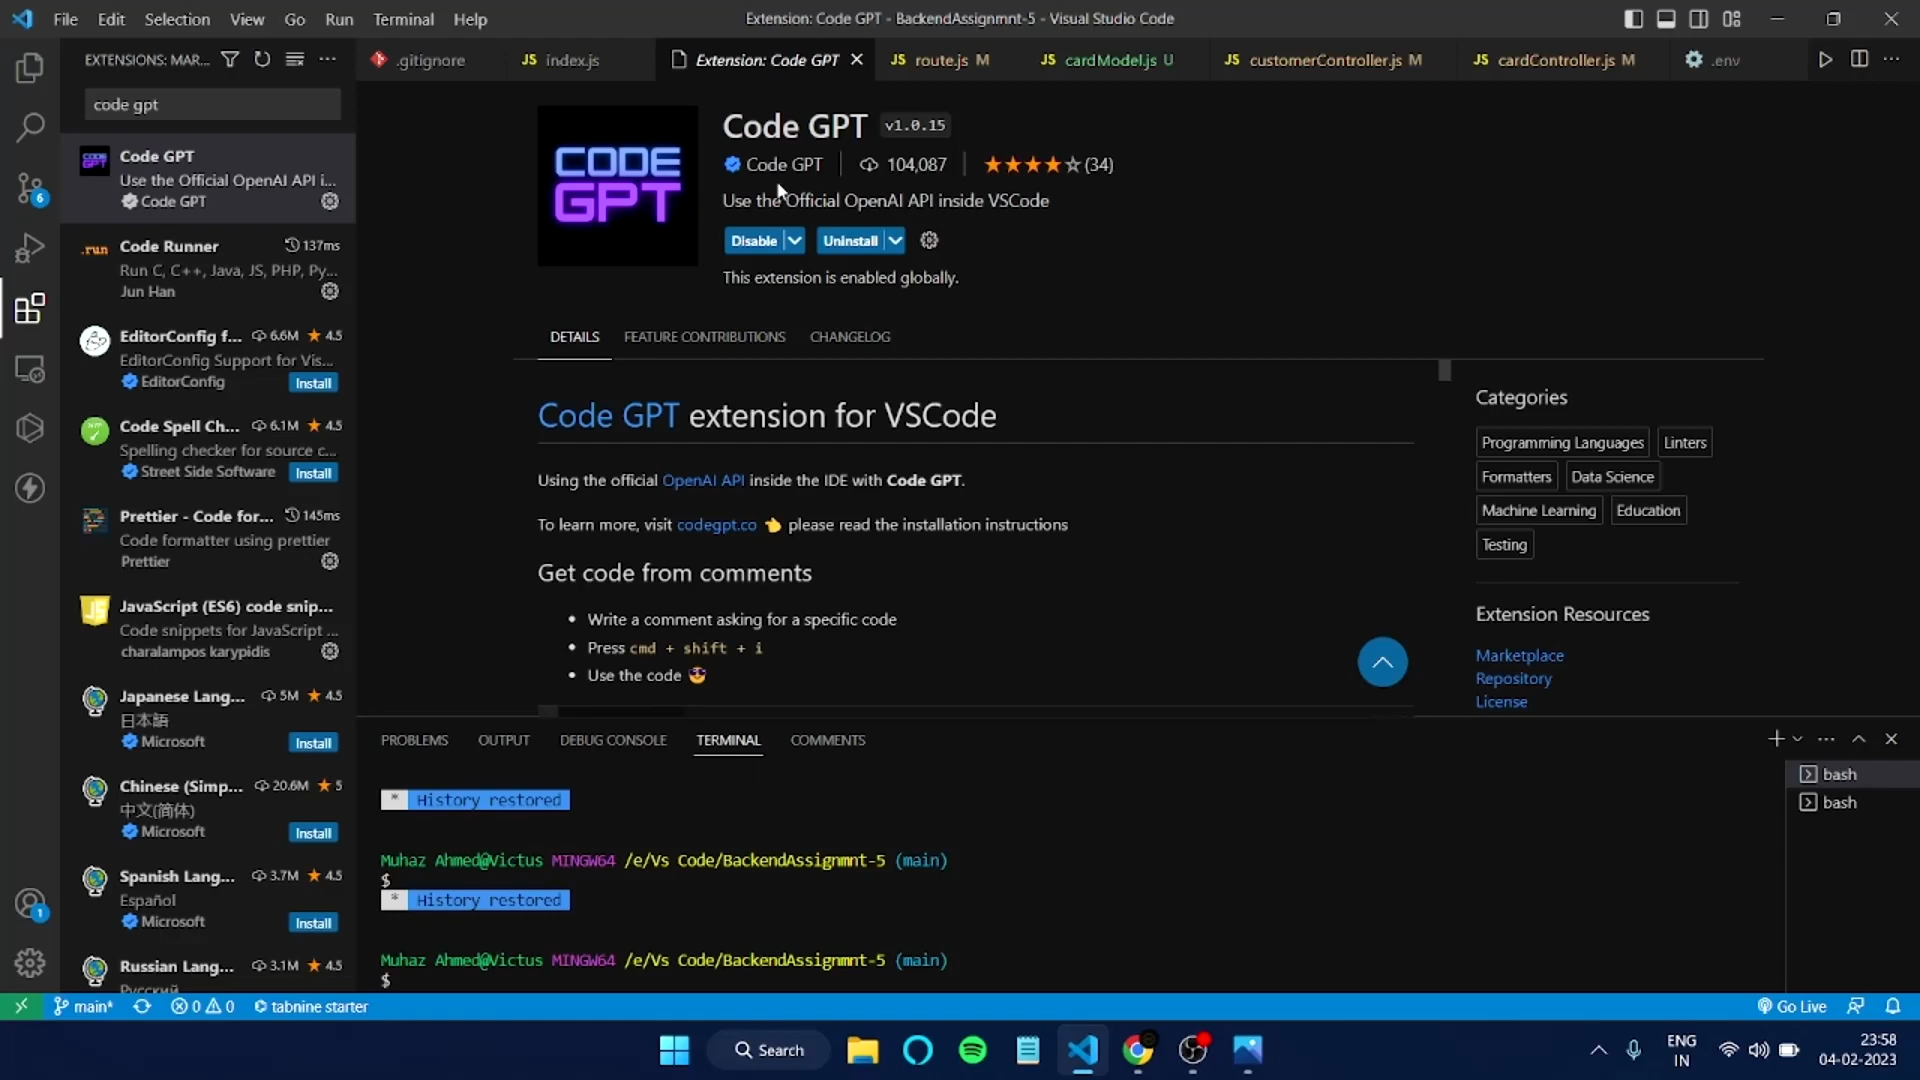 File Edit Selection View Go Run Terminal Help
Extension: Code GPT - BackendAssignmnt-5 - Visual Studio Code
EXTENSIONS: MAR...
.gitignore
JS index.js
Extension: Code GPT
JS route.js M
JS cardModel.js U
JS customerController.js M
JS cardController.js M
.env
code gpt
Code GPT
Use the Official OpenAI API i...
Code GPT
.run Code Runner 137ms
Run C, C++, Java, JS, PHP, Py...
Jun Han
EditorConfig f... 6.6M 4.5
EditorConfig Support for Vis...
EditorConfig Install
Code Spell Ch... 6.1M 4.5
Spelling checker for source c...
Street Side Software Install
Prettier - Code for... 145ms
Code formatter using prettier
Prettier
JavaScript (ES6) code snip...
Code snippets for JavaScript ...
charalampos karypidis
Japanese Lang... 5M 4.5
日本語
Microsoft Install
Chinese (Simp... 20.6M 5
中文(简体)
Microsoft Install
Spanish Lang... 3.7M 4.5
Español
Microsoft Install
Russian Lang... 3.1M 4.5
Русский
6
1
CODE
GPT
Code GPT v1.0.15
Code GPT 104,087 (34)
Use the Official OpenAI API inside VSCode
Disable Uninstall
This extension is enabled globally.
DETAILS FEATURE CONTRIBUTIONS CHANGELOG
Code GPT extension for VSCode
Using the official OpenAI API inside the IDE with Code GPT.
To learn more, visit codegpt.co 👈 please read the installation instructions
Get code from comments
• Write a comment asking for a specific code
• Press cmd + shift + i
• Use the code 😎
Categories
Programming Languages Linters
Formatters Data Science
Machine Learning Education
Testing
Extension Resources
Marketplace
Repository
License
PROBLEMS OUTPUT DEBUG CONSOLE TERMINAL COMMENTS
* History restored
Muhaz Ahmed@Victus MINGW64 /e/Vs Code/BackendAssignmnt-5 (main)
$
* History restored
Muhaz Ahmed@Victus MINGW64 /e/Vs Code/BackendAssignmnt-5 (main)
$
bash
bash
main* 0 0 tabnine starter
Go Live
Search
ENG
IN
23:58
04-02-2023